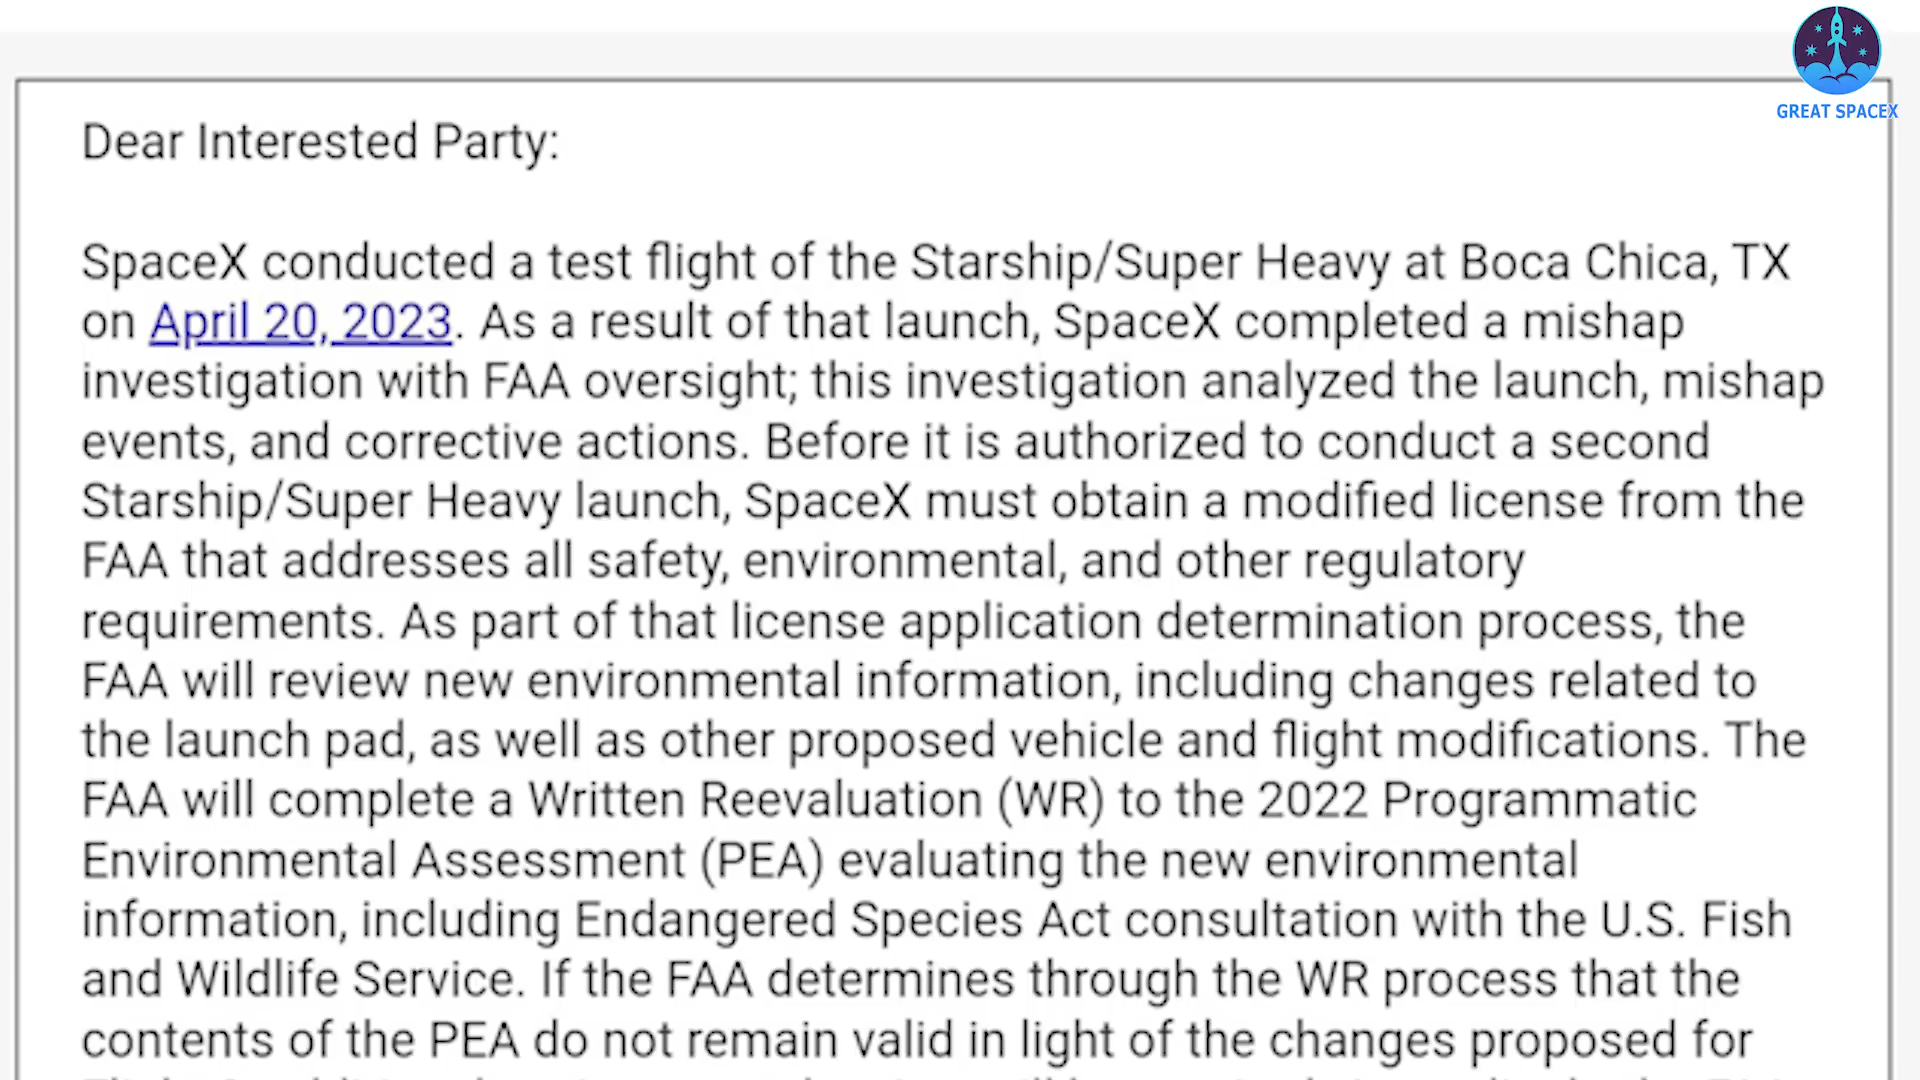 GREAT SPACEX
Dear Interested Party:
SpaceX conducted a test flight of the Starship/Super Heavy at Boca Chica, TX
on April 20, 2023. As a result of that launch, SpaceX completed a mishap
investigation with FAA oversight; this investigation analyzed the launch, mishap
events, and corrective actions. Before it is authorized to conduct a second
Starship/Super Heavy launch, SpaceX must obtain a modified license from the
FAA that addresses all safety, environmental, and other regulatory
requirements. As part of that license application determination process, the
FAA will review new environmental information, including changes related to
the launch pad, as well as other proposed vehicle and flight modifications. The
FAA will complete a Written Reevaluation (WR) to the 2022 Programmatic
Environmental Assessment (PEA) evaluating the new environmental
information, including Endangered Species Act consultation with the U.S. Fish
and Wildlife Service. If the FAA determines through the WR process that the
contents of the PEA do not remain valid in light of the changes proposed for